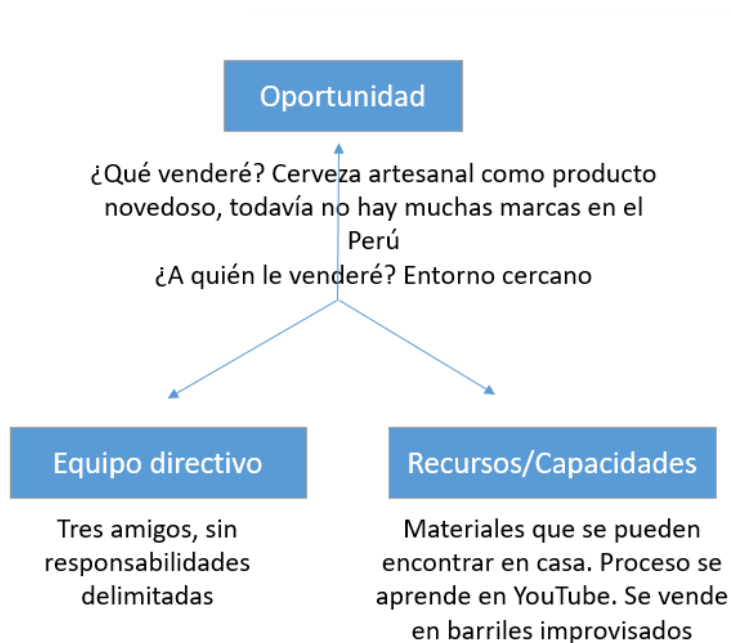 Oportunidad
¿Qué venderé? Cerveza artesanal como producto
novedoso, todavía no hay muchas marcas en el
Perú
¿A quién le venderé? Entorno cercano
Equipo directivo
Tres amigos, sin
responsabilidades
delimitadas
Recursos/Capacidades
Materiales que se pueden
encontrar en casa. Proceso se
aprende en YouTube. Se vende
en barriles improvisados